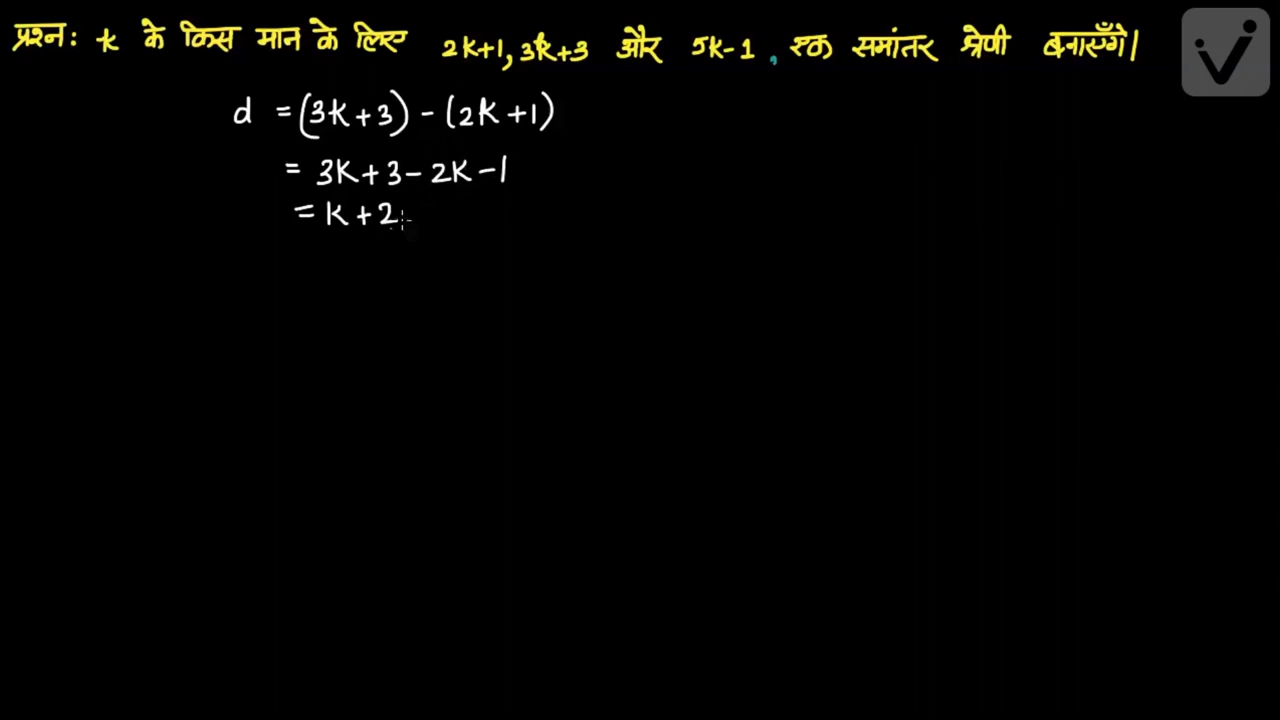 प्रश्न: k के किस मान के लिए 2k+1, 3k+3 और 5k-1, एक समांतर श्रेणी बनाएँगे।
d = (3k+3) - (2k+1)
= 3k+3-2k-1
= k+2